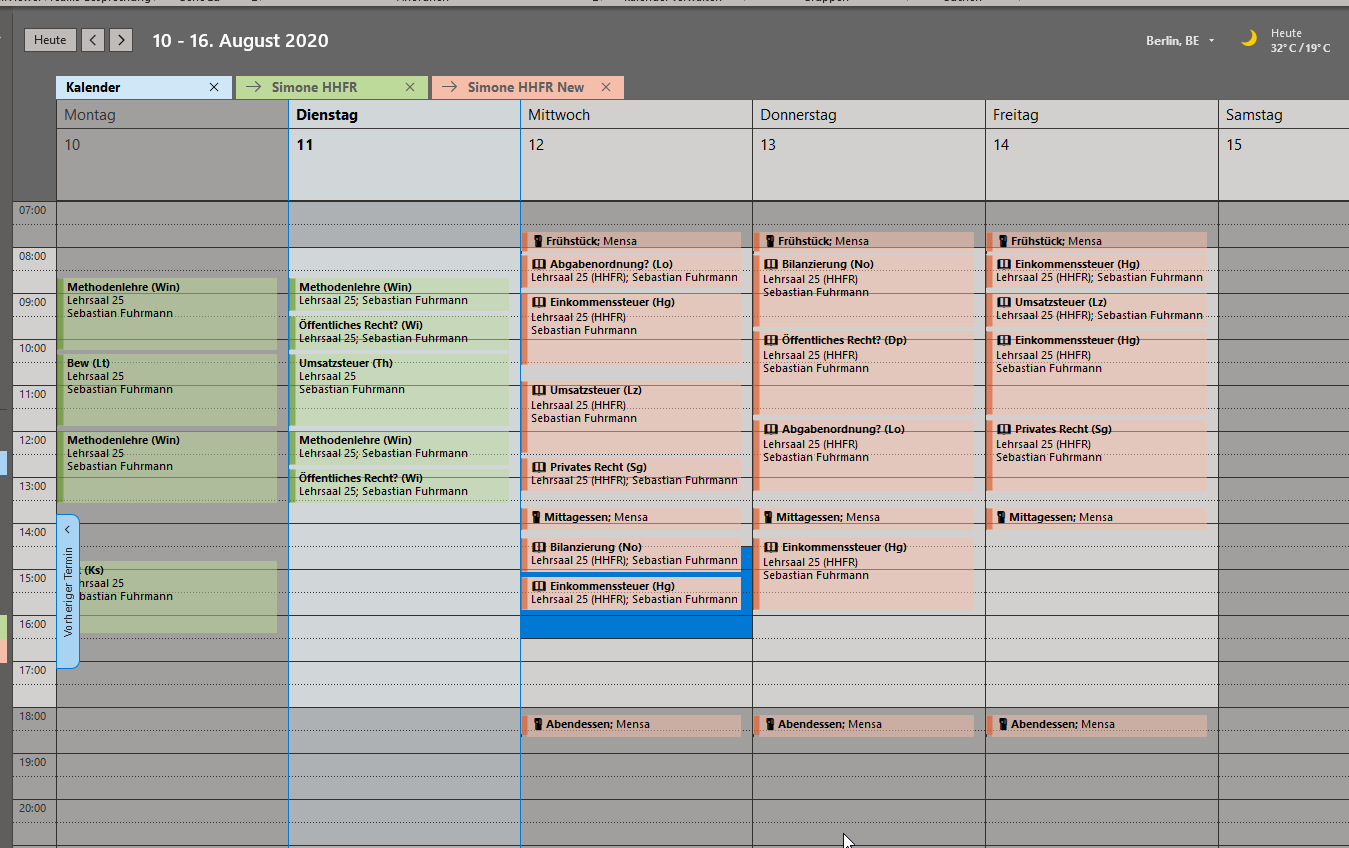 Heute
10 - 16. August 2020
Berlin, BE
Heute
32° C / 19° C
Kalender
Simone HHFR
Simone HHFR New
Montag
Dienstag
Mittwoch
Donnerstag
Freitag
Samstag
10
11
12
13
14
15
07:00
08:00
09:00
10:00
11:00
12:00
13:00
14:00
15:00
16:00
17:00
18:00
19:00
20:00
Methodenlehre (Win)
Lehrsaal 25
Sebastian Fuhrmann
Bew (Lt)
Lehrsaal 25
Sebastian Fuhrmann
Methodenlehre (Win)
Lehrsaal 25
Sebastian Fuhrmann
Vorheriger Termin
(Ks)
hrsaal 25
bastian Fuhrmann
Methodenlehre (Win)
Lehrsaal 25; Sebastian Fuhrmann
Öffentliches Recht? (Wi)
Lehrsaal 25; Sebastian Fuhrmann
Umsatzsteuer (Th)
Lehrsaal 25
Sebastian Fuhrmann
Methodenlehre (Win)
Lehrsaal 25; Sebastian Fuhrmann
Öffentliches Recht? (Wi)
Lehrsaal 25; Sebastian Fuhrmann
Frühstück; Mensa
Abgabenordnung? (Lo)
Lehrsaal 25 (HHFR); Sebastian Fuhrmann
Einkommenssteuer (Hg)
Lehrsaal 25 (HHFR)
Sebastian Fuhrmann
Umsatzsteuer (Lz)
Lehrsaal 25 (HHFR)
Sebastian Fuhrmann
Privates Recht (Sg)
Lehrsaal 25 (HHFR); Sebastian Fuhrmann
Mittagessen; Mensa
Bilanzierung (No)
Lehrsaal 25 (HHFR); Sebastian Fuhrmann
Einkommenssteuer (Hg)
Lehrsaal 25 (HHFR); Sebastian Fuhrmann
Abendessen; Mensa
Frühstück; Mensa
Bilanzierung (No)
Lehrsaal 25 (HHFR)
Sebastian Fuhrmann
Öffentliches Recht? (Dp)
Lehrsaal 25 (HHFR)
Sebastian Fuhrmann
Abgabenordnung? (Lo)
Lehrsaal 25 (HHFR)
Sebastian Fuhrmann
Mittagessen; Mensa
Einkommenssteuer (Hg)
Lehrsaal 25 (HHFR)
Sebastian Fuhrmann
Abendessen; Mensa
Frühstück; Mensa
Einkommenssteuer (Hg)
Lehrsaal 25 (HHFR); Sebastian Fuhrmann
Umsatzsteuer (Lz)
Lehrsaal 25 (HHFR); Sebastian Fuhrmann
Einkommenssteuer (Hg)
Lehrsaal 25 (HHFR)
Sebastian Fuhrmann
Privates Recht (Sg)
Lehrsaal 25 (HHFR)
Sebastian Fuhrmann
Mittagessen; Mensa
Abendessen; Mensa